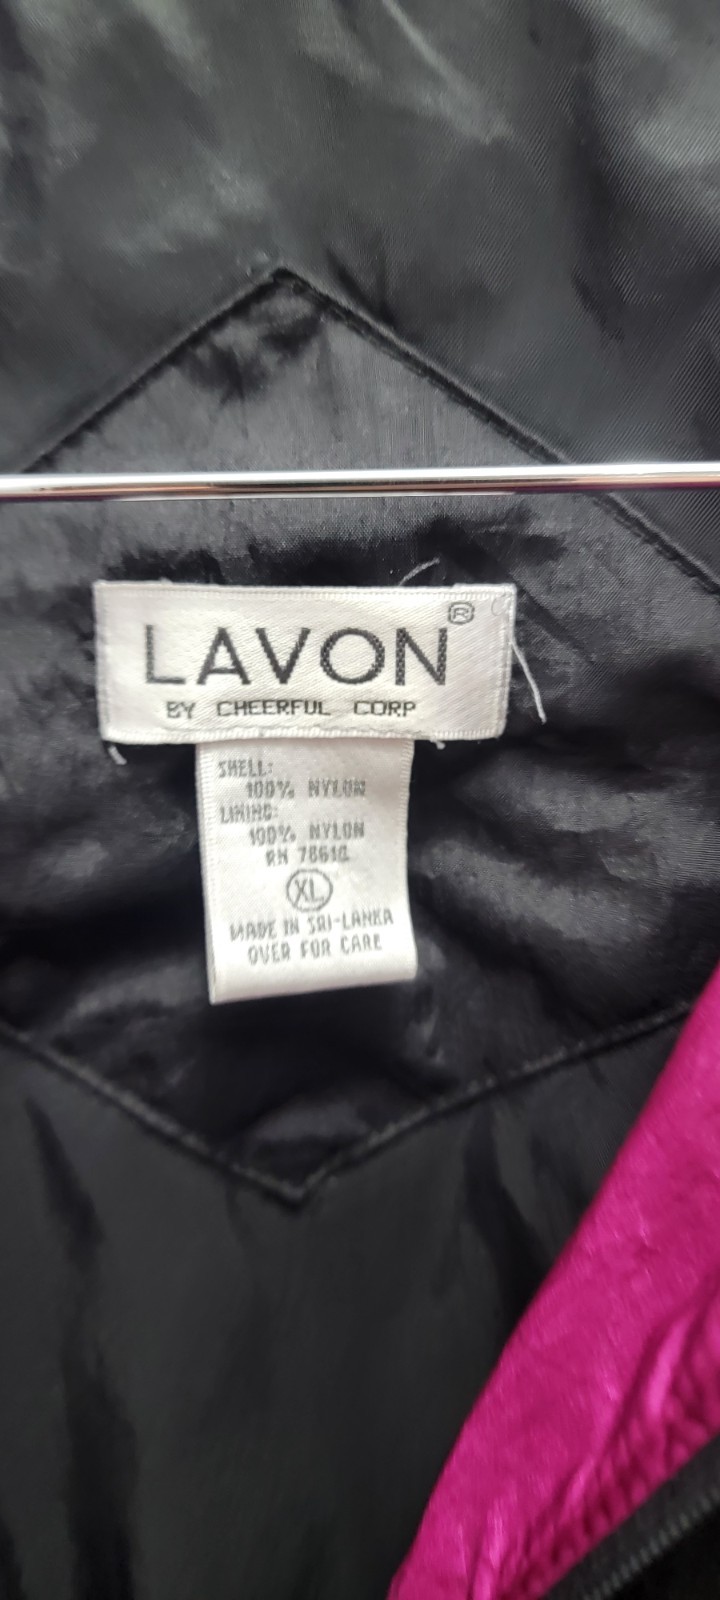 LAVON®
BY CHEERFUL CORP
SHELL:
100% NYLON
LINING:
100% NYLON
RN
XL
MADE IN SRI-LANKA
OVER FOR CARE